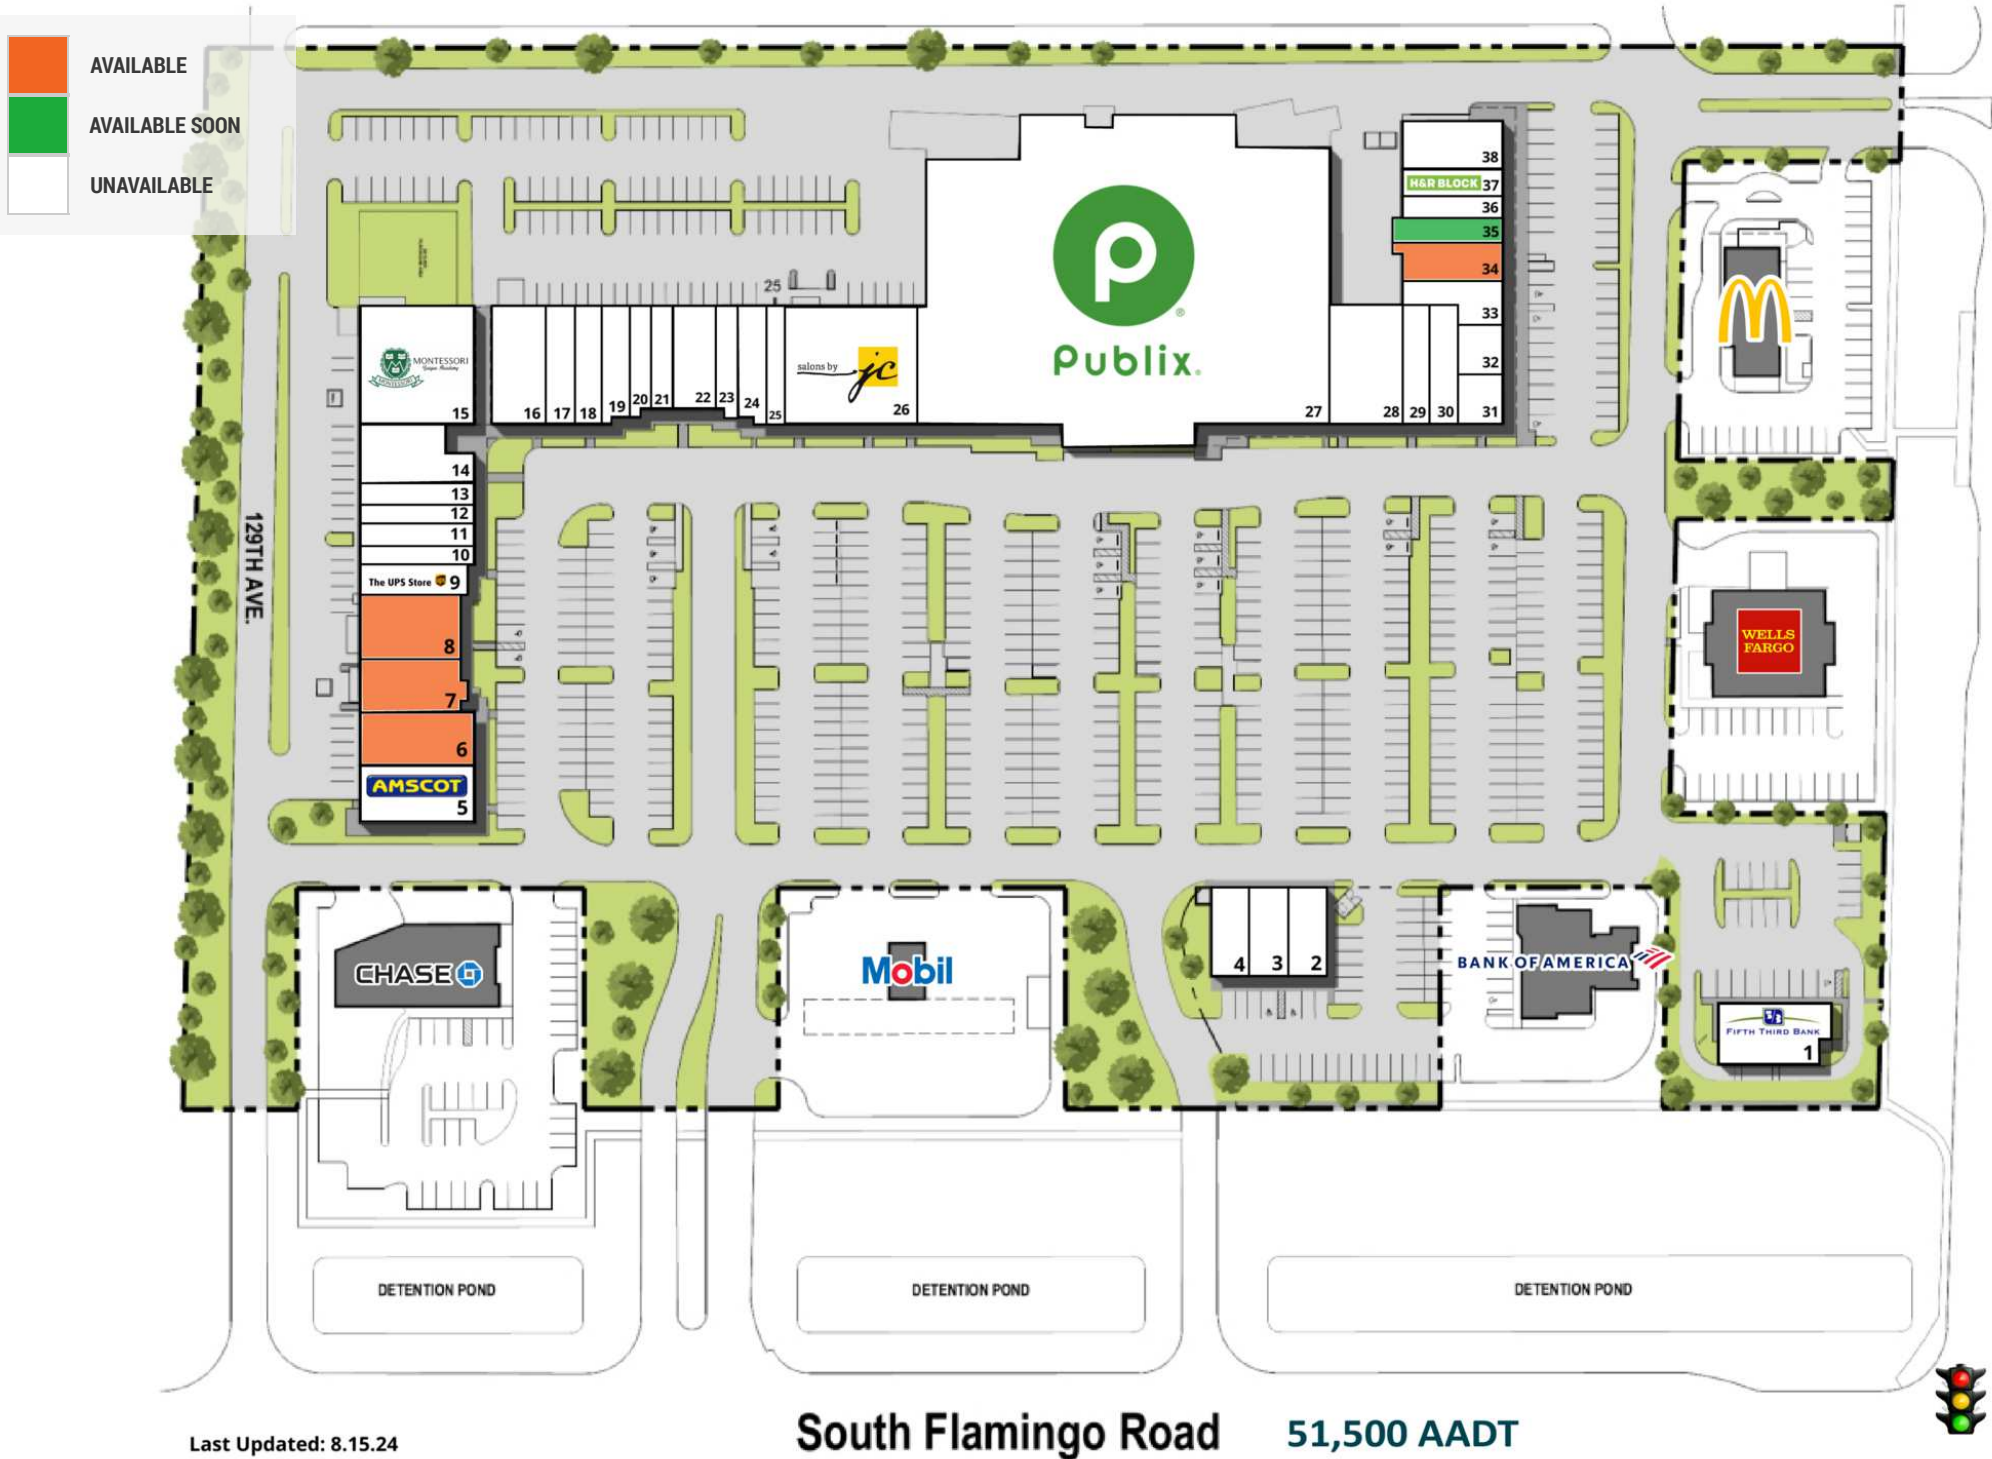 AVAILABLE
AVAILABLE SOON
UNAVAILABLE
38
H&R BLOCK 37
36
35
34
33
32
31
25
Publix
MONTESSORI
15
16
17
18
19
20
21
22
23
24
25
salons by jc
26
27
28
29
30
14
13
12
11
10
The UPS Store 9
8
7
6
AMSCOT
5
129TH AVE.
WELLS
FARGO
CHASE
Mobil
4
3
2
BANK OF AMERICA
FIFTH THIRD BANK
1
DETENTION POND
DETENTION POND
DETENTION POND
Last Updated: 8.15.24
South Flamingo Road
51,500 AADT